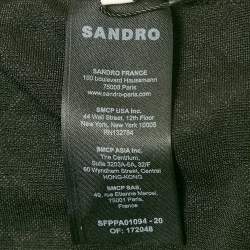 SANDRO
SANDRO FRANCE
150 boulevard Haussmann
75008 Paris
www.sandro-paris.com
SMCP USA Inc.
44 Wall Street, 12th Floor
New York, New York 10005
RN132784
SMCP ASIA Inc.
The Centrium,
Suite 3203A-5A, 32/F
60 Wyndham Street, Central
HONG-KONG
SMCP SAS,
49, rue Etienne Marcel,
75001 - France
SFPPA01094 - 20
OF: 172048